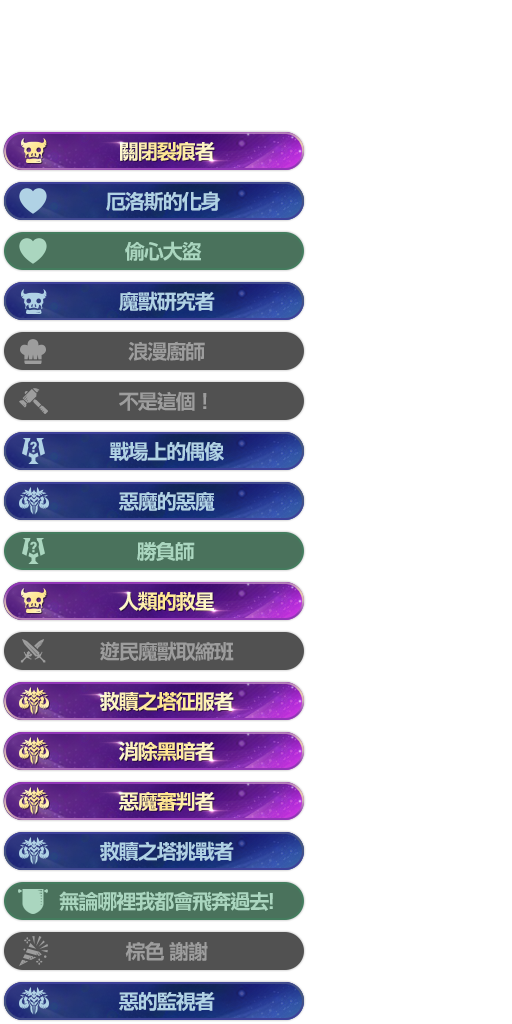 關閉裂痕者
厄洛斯的化身
偷心大盜
魔獸研究者
浪漫廚師
不是這個！
戰場上的偶像
惡魔的惡魔
勝負師
人類的救星
遊民魔獸取締班
救贖之塔征服者
消除黑暗者
惡魔審判者
救贖之塔挑戰者
無論哪裡我都會飛奔過去!
棕色 謝謝
惡的監視者